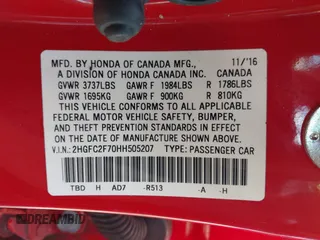 MFD. BY HONDA OF CANADA MFG., 11/'16
A DIVISION OF HONDA CANADA INC. CANADA
GVWR 3737LBS GAWR F 1984LBS R 1786LBS
GVWR 1695KG GAWR F 900KG R 810KG
THIS VEHICLE CONFORMS TO ALL APPLICABLE
FEDERAL MOTOR VEHICLE SAFETY, BUMPER,
AND THEFT PREVENTION STANDARDS IN EFFECT
ON THE DATE OF MANUFACTURE SHOWN ABOVE.
V.I.N.: 2HGFC2F70HH505207 TYPE: PASSENGER CAR
TBD H AD7 -R513 -A -H
DREAMBID